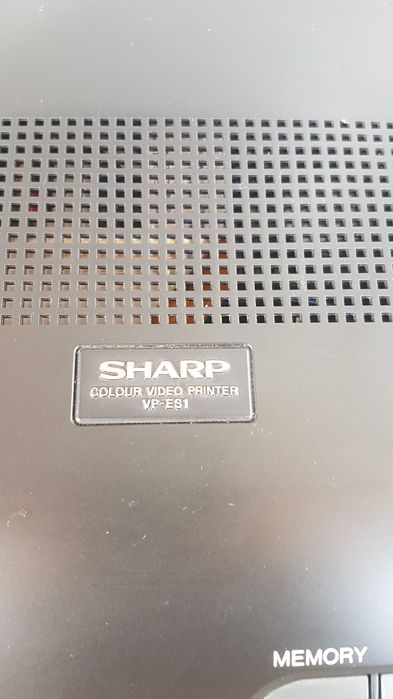 SHARP
COLOUR VIDEO PRINTER
VP-ES1
MEMORY